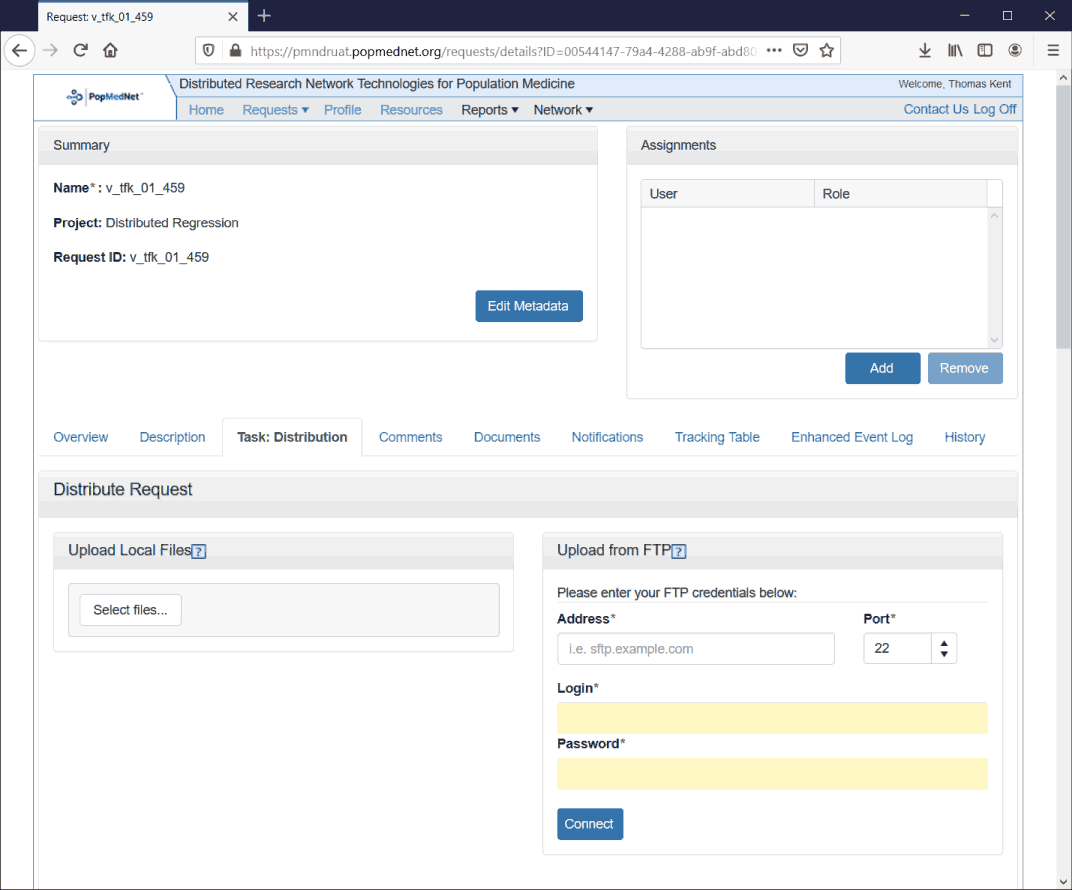 Request: v_tfk_01_459
https://pmndruat.popmednet.org/requests/details?ID=00544147-79a4-4288-ab9f-abd80
PopMedNet™
Distributed Research Network Technologies for Population Medicine
Welcome, Thomas Kent
Home Requests ▾ Profile Resources Reports ▾ Network ▾
Contact Us Log Off
Summary
Name* : v_tfk_01_459
Project: Distributed Regression
Request ID: v_tfk_01_459
Edit Metadata
Assignments
User Role
Add Remove
Overview Description Task: Distribution Comments Documents Notifications Tracking Table Enhanced Event Log History
Distribute Request
Upload Local Files?
Select files...
Upload from FTP?
Please enter your FTP credentials below:
Address* Port*
i.e. sftp.example.com 22
Login*
Password*
Connect